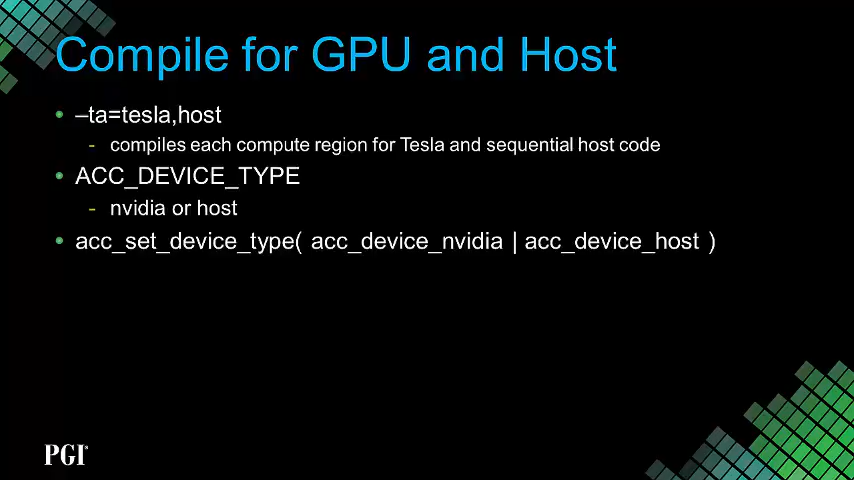 Compile for GPU and Host
• –ta=tesla,host
- compiles each compute region for Tesla and sequential host code
• ACC_DEVICE_TYPE
- nvidia or host
• acc_set_device_type( acc_device_nvidia | acc_device_host )
PGI®